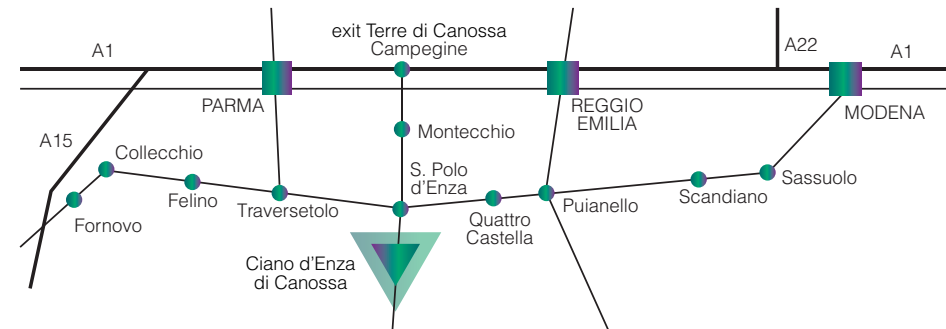 exit Terre di Canossa
Campegine
A1
A22
A1
PARMA
REGGIO
EMILIA
MODENA
A15
Montecchio
Collecchio
S. Polo
d'Enza
Sassuolo
Felino
Scandiano
Traversetolo
Puianello
Fornovo
Quattro
Castella
Ciano d'Enza
di Canossa